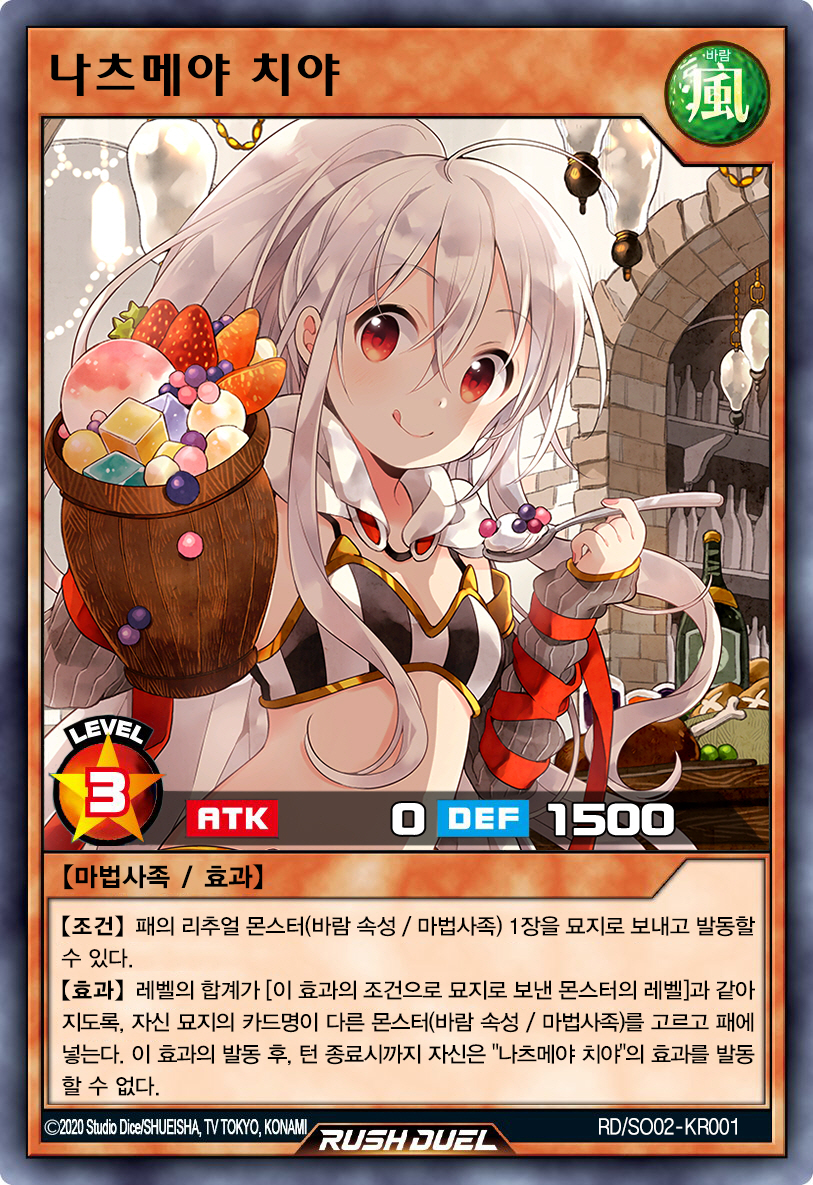 나츠메야 치야
바람
風
LEVEL
3
ATK 0 DEF 1500
【마법사족 / 효과】
【조건】 패의 리추얼 몬스터(바람 속성 / 마법사족) 1장을 묘지로 보내고 발동할
수 있다.
【효과】 레벨의 합계가 [이 효과의 조건으로 묘지로 보낸 몬스터의 레벨]과 같아
지도록, 자신 묘지의 카드명이 다른 몬스터(바람 속성 / 마법사족)를 고르고 패에
넣는다. 이 효과의 발동 후, 턴 종료시까지 자신은 "나츠메야 치야"의 효과를 발동
할 수 없다.
©2020 Studio Dice/SHUEISHA, TV TOKYO, KONAMI
RUSH DUEL
RD/SO02-KR001